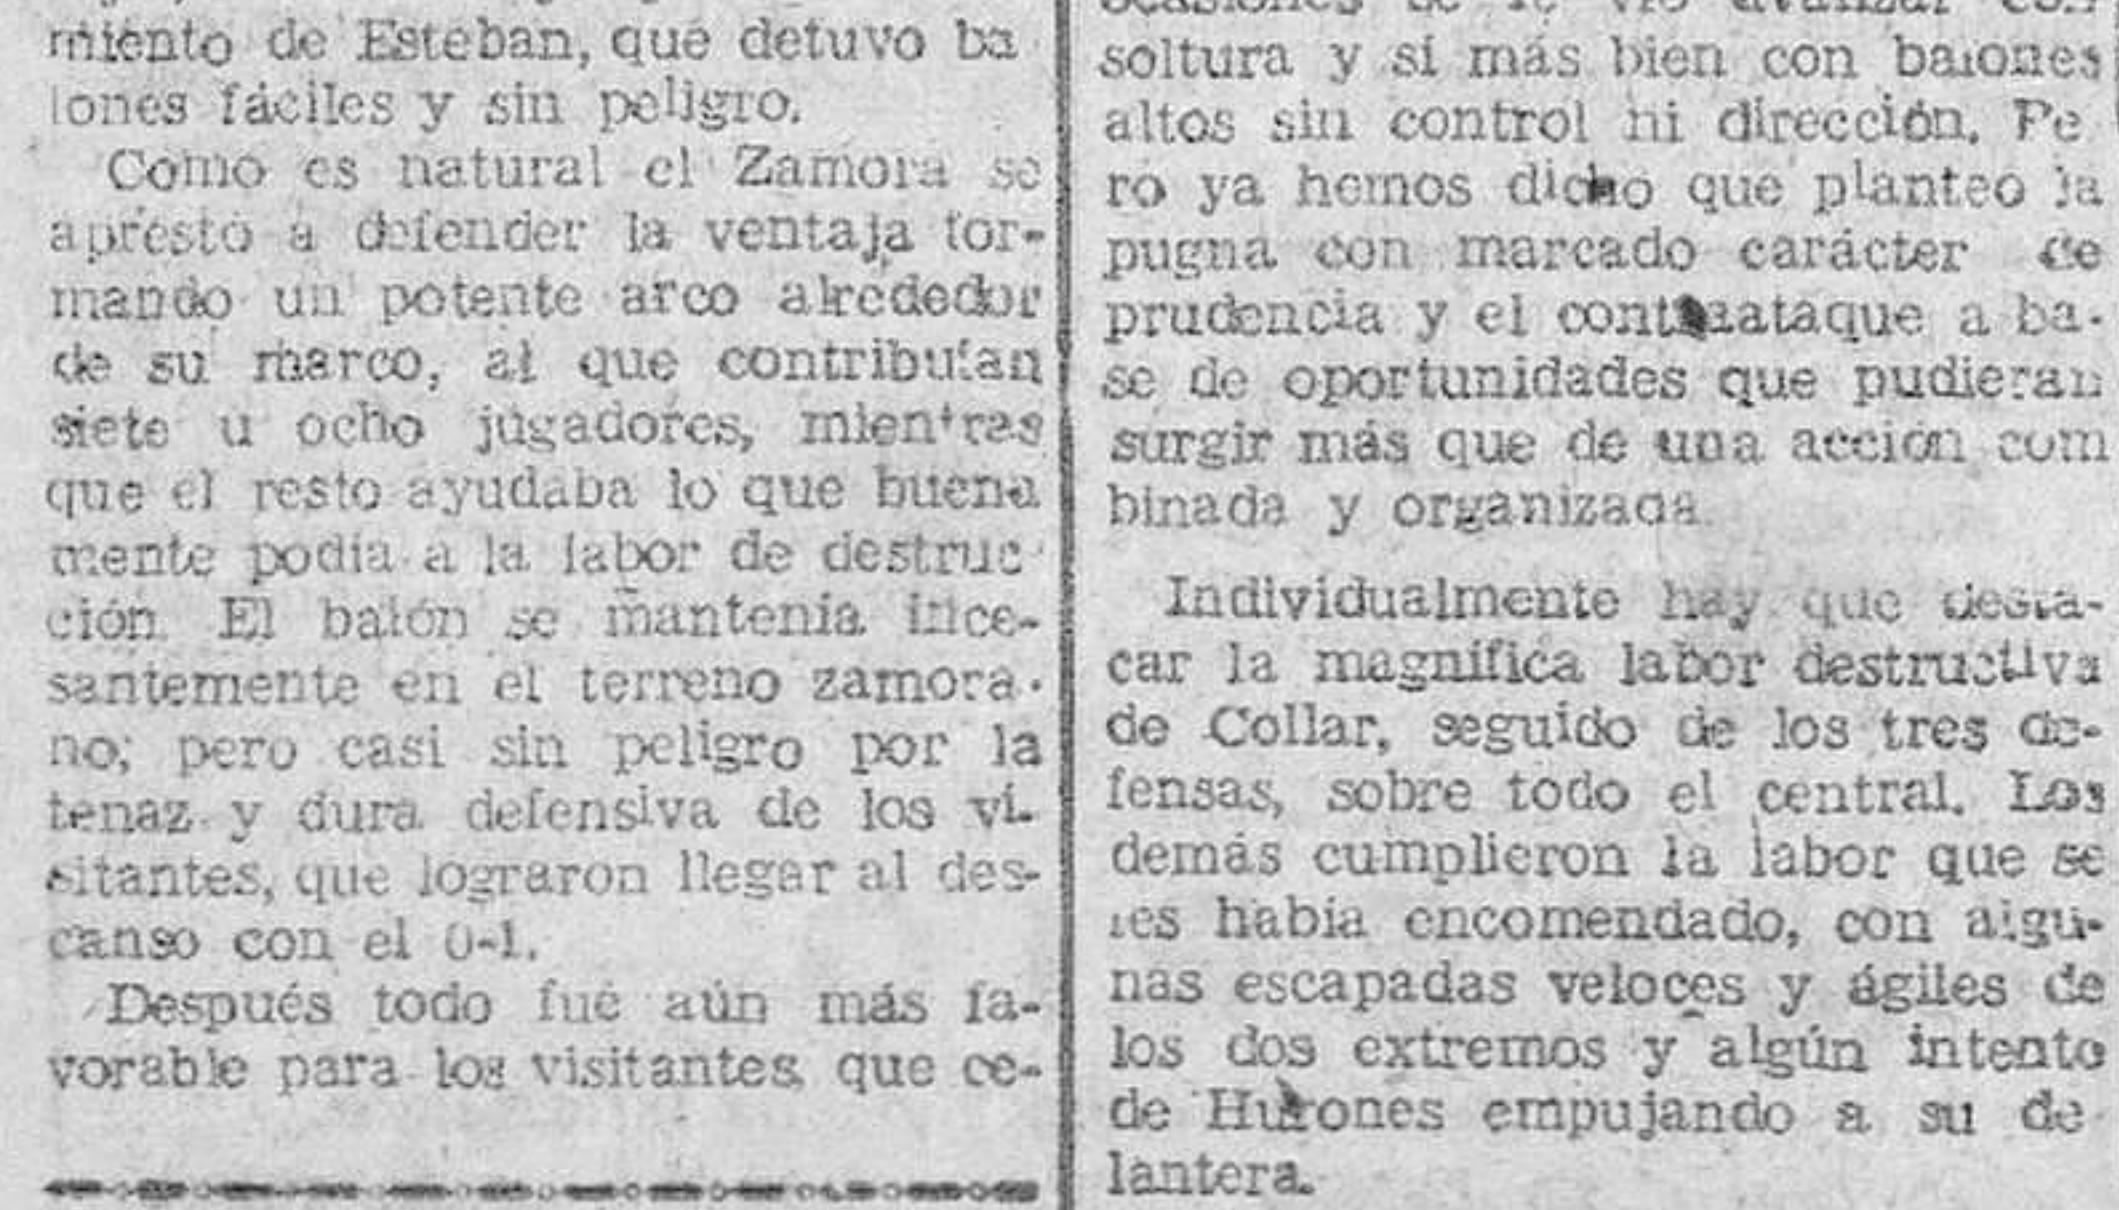 miento de Esteban, que detuvo ba
lones fáciles y sin peligro.
Como es natural el Zamora se
aprestó a defender la ventaja for-
mando un potente arco alrededor
de su marco, al que contribuían
siete u ocho jugadores, mientras
que el resto ayudaba lo que buena
mente podía a la labor de destruc
ción. El balón se mantenia ince-
santemente en el terreno zamora-
no; pero casi sin peligro por la
tenaz y dura defensiva de los vi-
sitantes, que lograron llegar al des-
canso con el 0-1.
Después todo fué aún más fa-
vorable para los visitantes que ce-
ocasiones se le vió avanzar con
soltura y sí más bien con balones
altos sin control ni dirección. Pe
ro ya hemos dicho que planteo la
pugna con marcado carácter de
prudencia y el contraataque a ba-
se de oportunidades que pudieran
surgir más que de una acción com
binada y organizada
Individualmente hay que desta-
car la magnífica labor destructiva
de Collar, seguido de los tres de-
fensas, sobre todo el central. Los
demás cumplieron la labor que se
les había encomendado, con algu-
nas escapadas veloces y ágiles de
los dos extremos y algún intento
de Hurones empujando a su de
lantera.